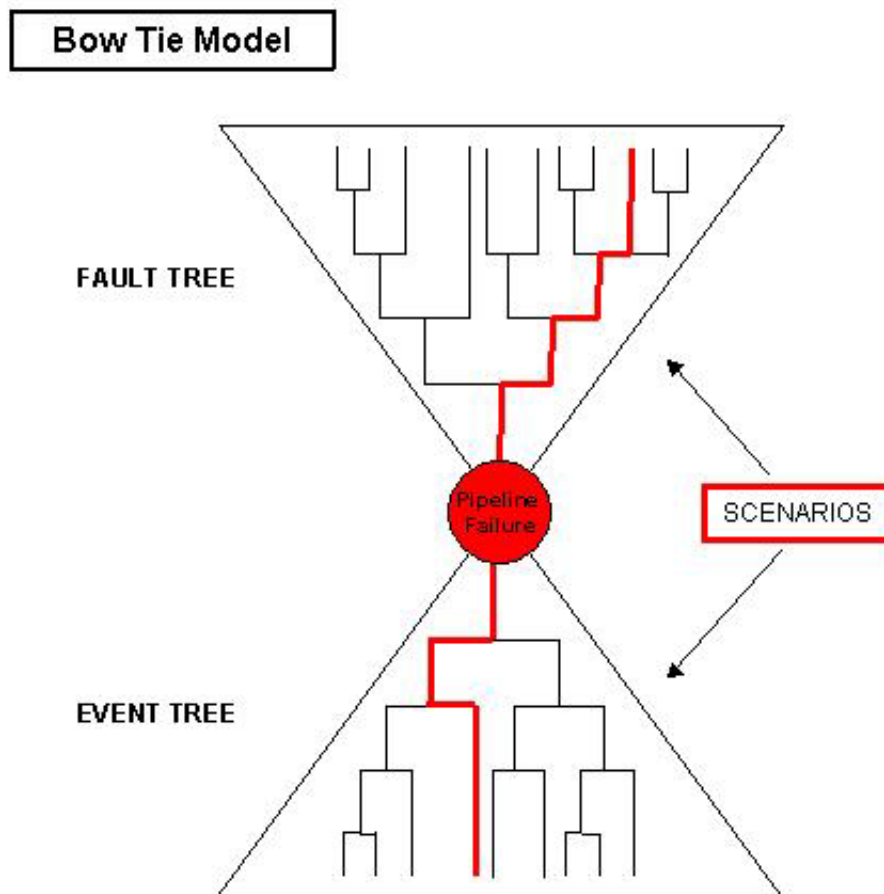 Bow Tie Model
FAULT TREE
Pipeline
Failure
SCENARIOS
EVENT TREE